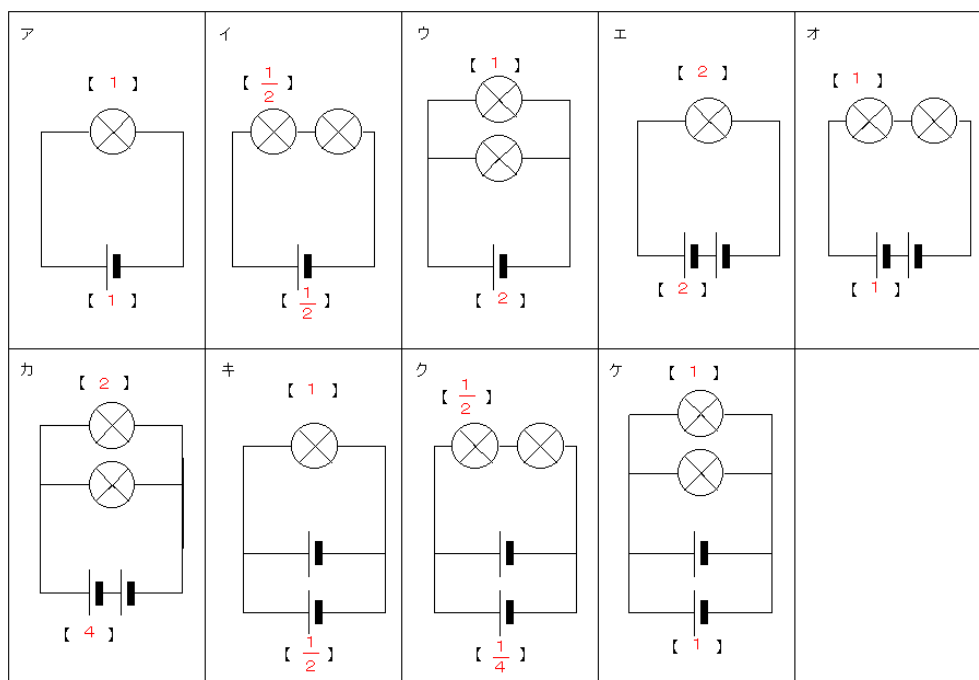 ア
【 1 】
【 1 】
イ
【 1/2 】
【 1/2 】
ウ
【 1 】
【 2 】
エ
【 2 】
【 2 】
オ
【 1 】
【 1 】
カ
【 2 】
【 4 】
キ
【 1 】
【 1/2 】
ク
【 1/2 】
【 1/4 】
ケ
【 1 】
【 1 】